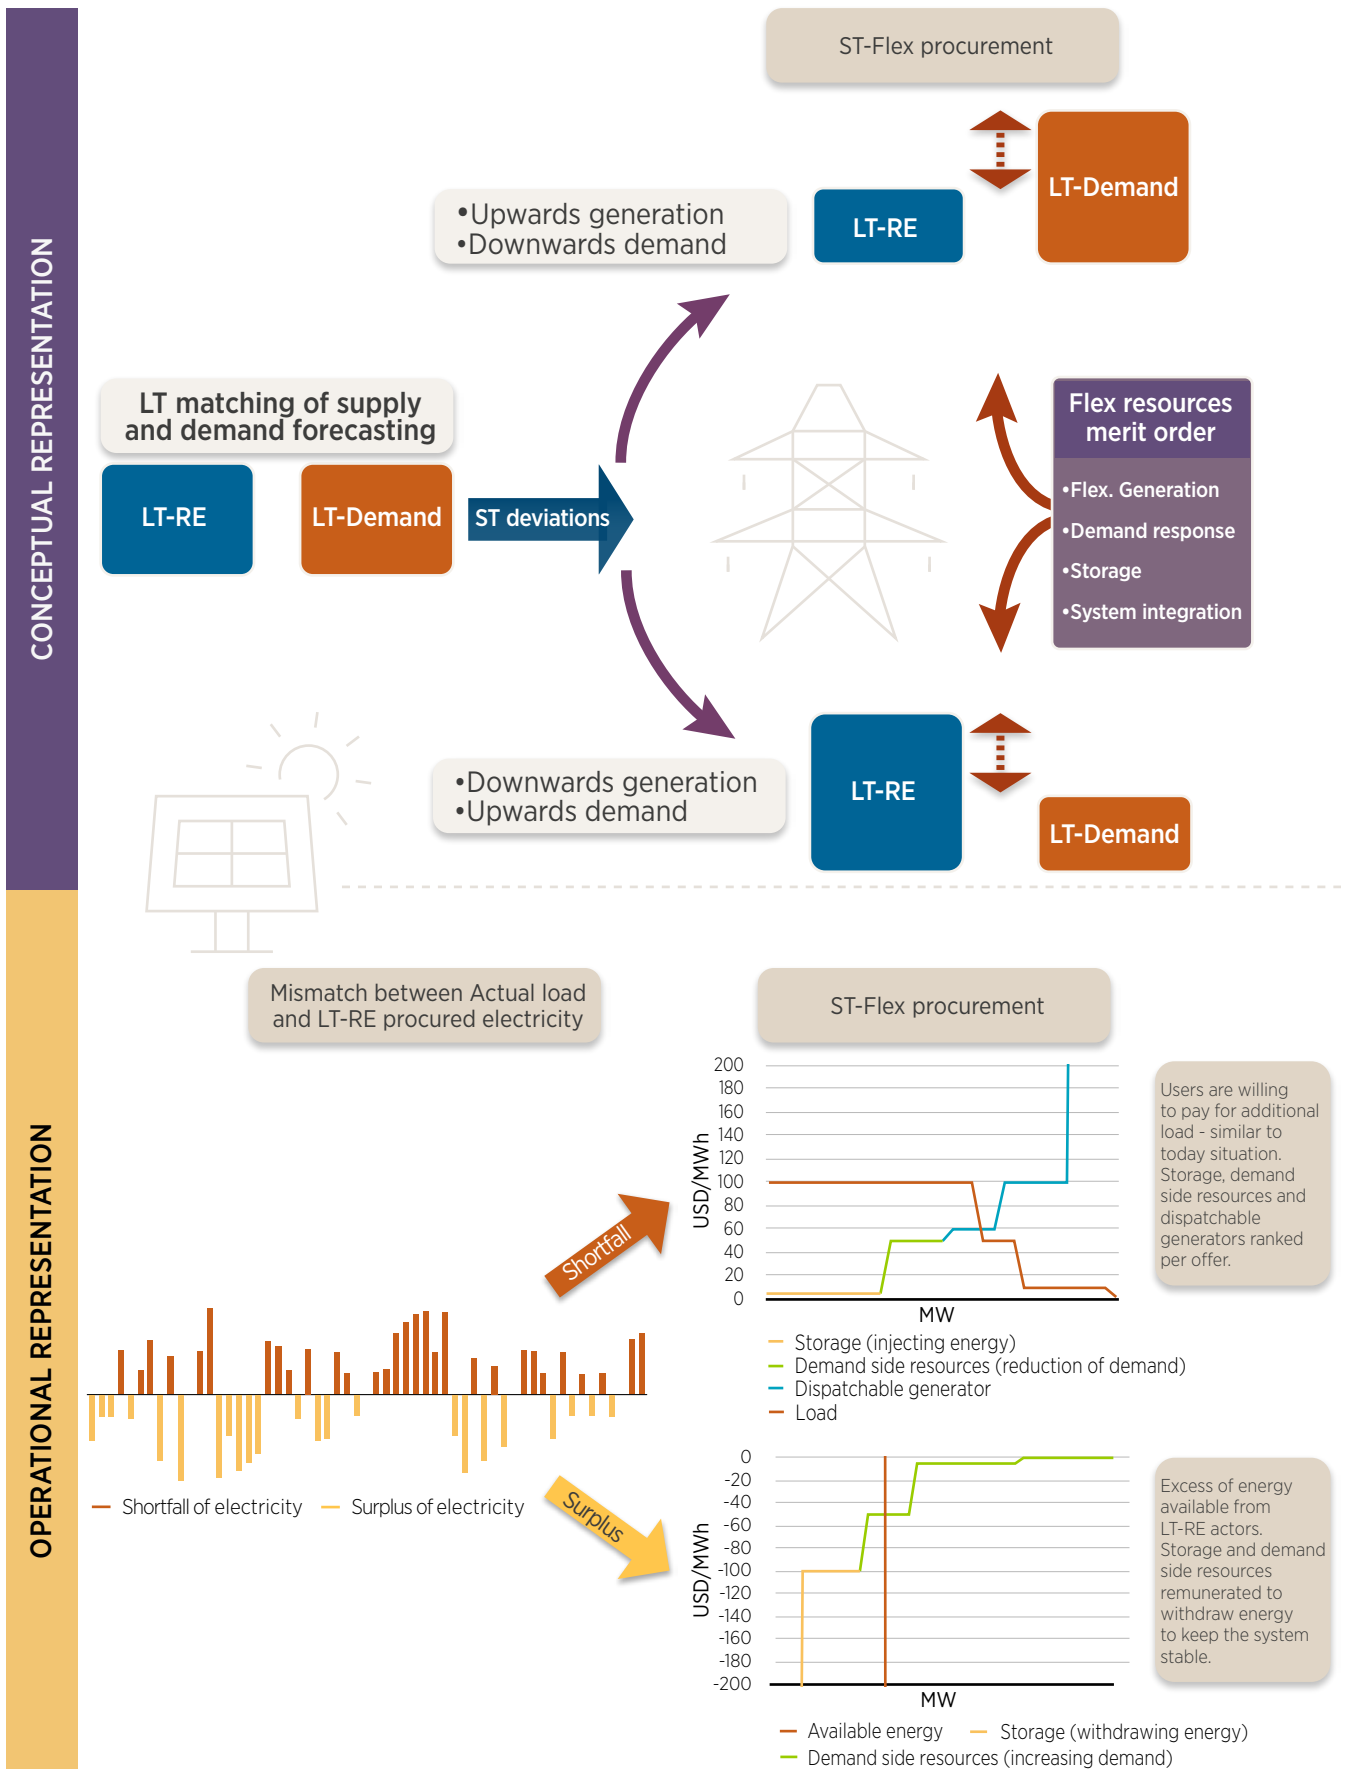 CONCEPTUAL REPRESENTATION
ST-Flex procurement
LT-Demand
•Upwards generation
•Downwards demand
LT-RE
LT matching of supply
and demand forecasting
LT-RE
LT-Demand
ST deviations
Flex resources
merit order
•Flex. Generation
•Demand response
•Storage
•System integration
•Downwards generation
•Upwards demand
LT-RE
LT-Demand
OPERATIONAL REPRESENTATION
Mismatch between Actual load
and LT-RE procured electricity
Shortfall
Surplus
Shortfall of electricity
Surplus of electricity
ST-Flex procurement
USD/MWh
200
180
160
140
120
100
80
60
40
20
0
MW
Storage (injecting energy)
Demand side resources (reduction of demand)
Dispatchable generator
Load
Users are willing
to pay for additional
load - similar to
today situation.
Storage, demand
side resources and
dispatchable
generators ranked
per offer.
USD/MWh
0
-20
-40
-60
-80
-100
-120
-140
-160
-180
-200
MW
Available energy
Storage (withdrawing energy)
Demand side resources (increasing demand)
Excess of energy
available from
LT-RE actors.
Storage and demand
side resources
remunerated to
withdraw energy
to keep the system
stable.